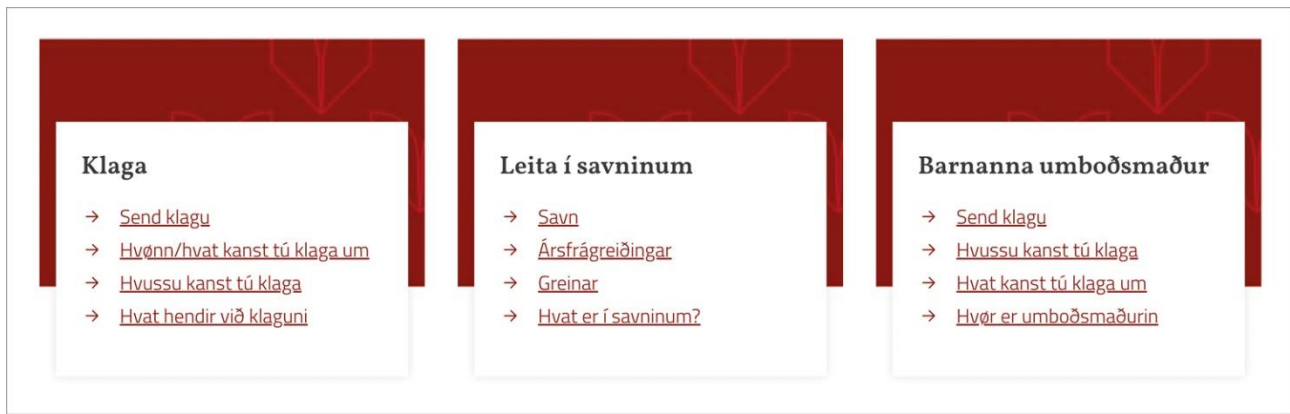 Klaga
Send klagu
Hvønn/hvat kanst tú klaga um
Hvussu kanst tú klaga
Hvat hendir við klaguni
Leita í savninum
Savn
Ársfrágreiðingar
Greinar
Hvat er í savninum?
Barnanna umboðsmaður
Send klagu
Hvussu kanst tú klaga
Hvat kanst tú klaga um
Hvør er umboðsmaðurin